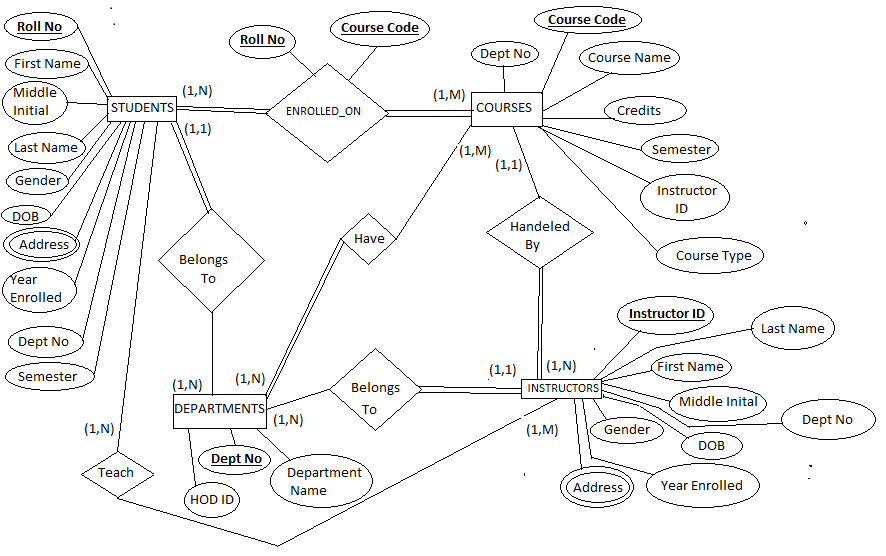 Roll No
First Name
Middle
Initial
Last Name
Gender
DOB
Address
Year
Enrolled
Dept No
Semester
STUDENTS
(1,N)
(1,1)
Roll No
Course Code
ENROLLED_ON
(1,M)
Dept No
Course Code
Course Name
COURSES
Credits
Semester
Instructor
ID
Course Type
(1,M)
(1,1)
Belongs
To
Have
Handeled
By
(1,N)
(1,N)
DEPARTMENTS
(1,N)
Belongs
To
(1,1)
(1,N)
INSTRUCTORS
(1,M)
Instructor ID
Last Name
First Name
Middle Inital
Dept No
Gender
DOB
Address
Year Enrolled
(1,N)
Teach
HOD ID
Dept No
Department
Name